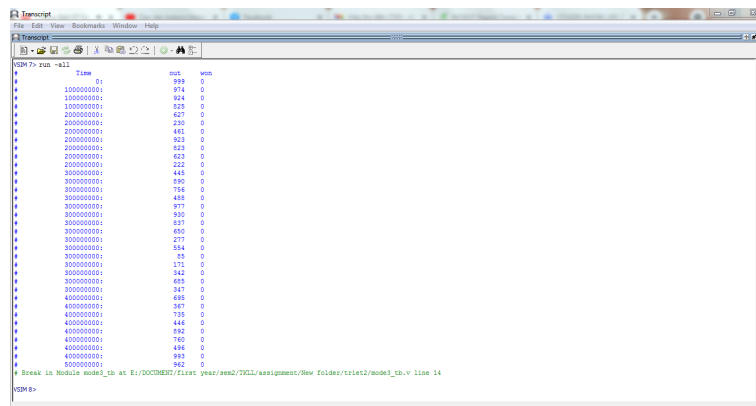 Transcript
File Edit View Bookmarks Window Help
Transcript
VSIM 7> run -all
# Time out won
# 0: 999 0
# 100000000: 974 0
# 100000000: 924 0
# 100000000: 825 0
# 200000000: 627 0
# 200000000: 230 0
# 200000000: 461 0
# 200000000: 923 0
# 200000000: 823 0
# 200000000: 623 0
# 200000000: 222 0
# 300000000: 445 0
# 300000000: 890 0
# 300000000: 756 0
# 300000000: 488 0
# 300000000: 977 0
# 300000000: 930 0
# 300000000: 837 0
# 300000000: 650 0
# 300000000: 277 0
# 300000000: 554 0
# 300000000: 85 0
# 300000000: 171 0
# 300000000: 342 0
# 300000000: 685 0
# 300000000: 347 0
# 400000000: 695 0
# 400000000: 367 0
# 400000000: 735 0
# 400000000: 446 0
# 400000000: 892 0
# 400000000: 760 0
# 400000000: 496 0
# 400000000: 993 0
# 500000000: 962 0
# Break in Module mode3_tb at E:/DOCUMENT/first year/sem2/TKLL/assignment/New folder/triet2/mode3_tb.v line 14
VSIM 8>